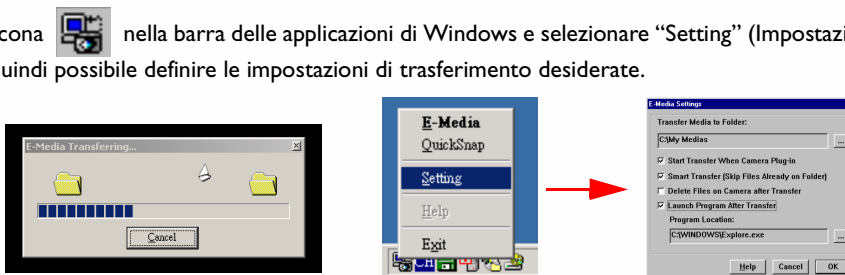 cona nella barra delle applicazioni di Windows e selezionare “Setting” (Impostazi
uindi possibile definire le impostazioni di trasferimento desiderate.
E-Media Transferring...
Cancel
E-Media
QuickSnap
Setting
Help
Exit
CH
E-Media Settings
Transfer Media to Folder:
C:\My Medias
...
Start Transfer When Camera Plug-in
Smart Transfer (Skip Files Already on Folder)
Delete Files on Camera after Transfer
Launch Program After Transfer
Program Location:
C:\WINDOWS\Explore.exe
...
Help Cancel OK